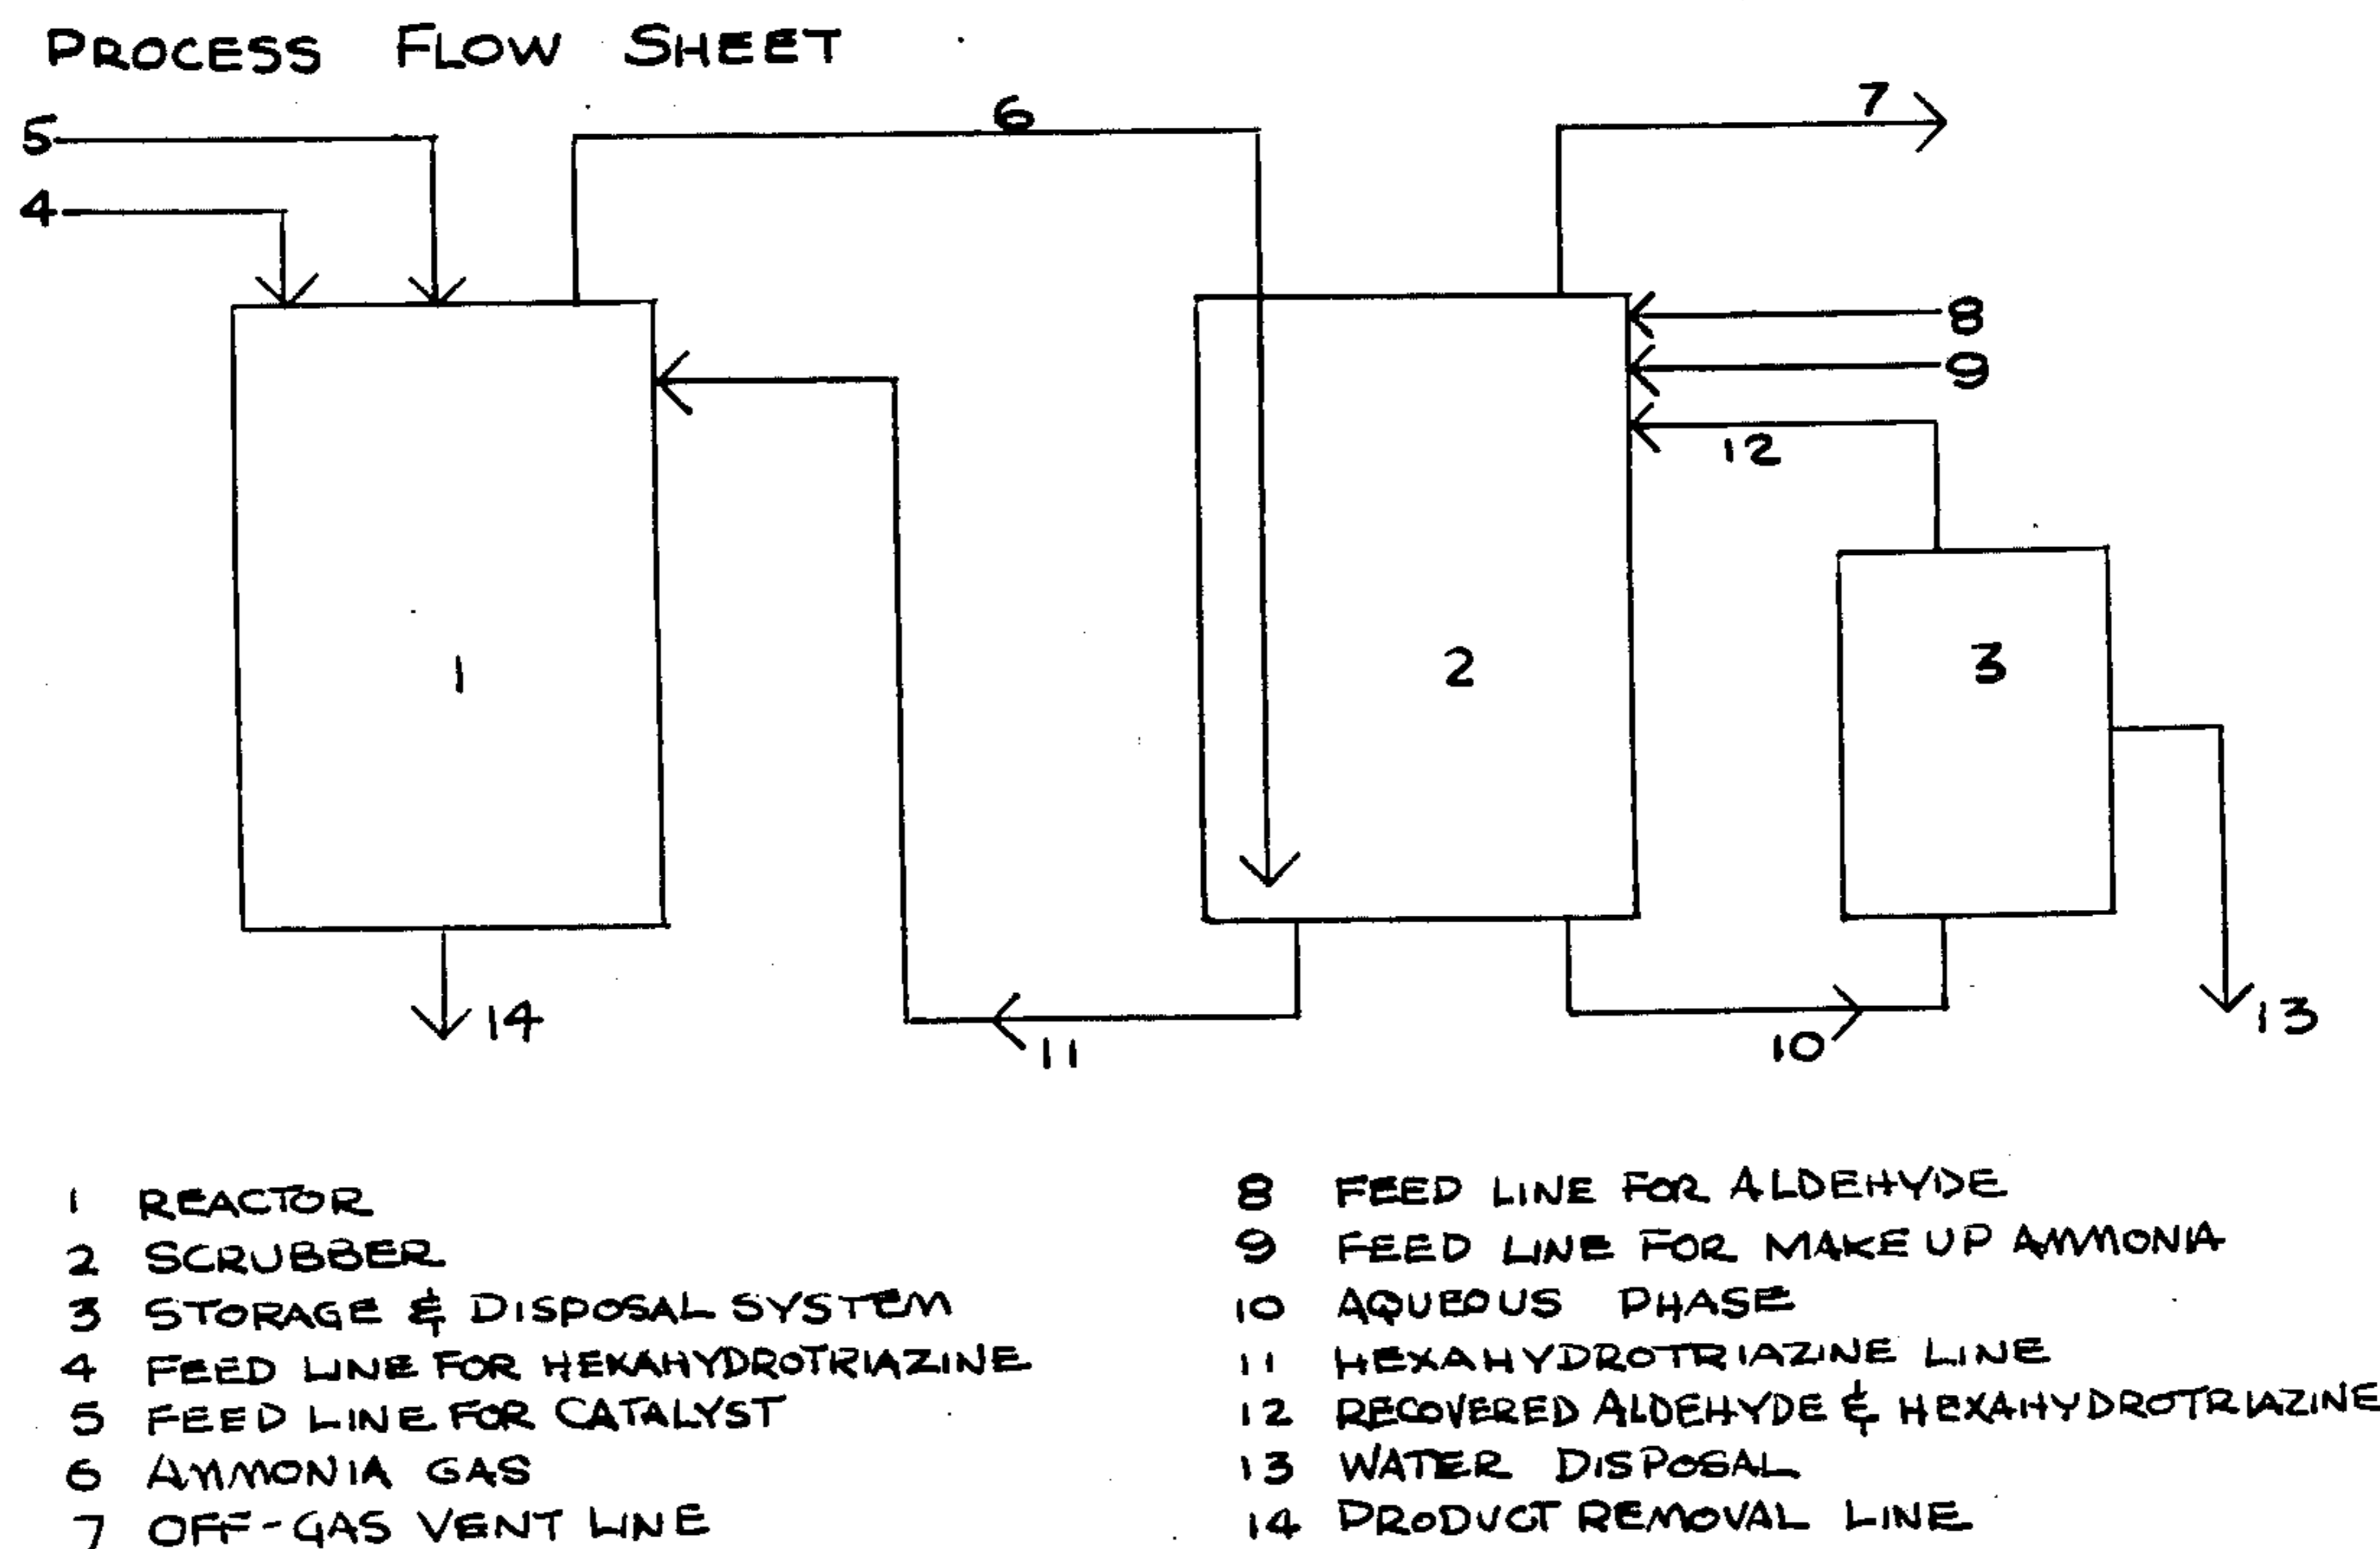 PROCESS FLOW SHEET
5
6
7
4
8
9
12
1
2
3
14
11
10
13
1 REACTOR
2 SCRUBBER
3 STORAGE & DISPOSAL SYSTEM
4 FEED LINE FOR HEXAHYDROTRIAZINE
5 FEED LINE FOR CATALYST
6 AMMONIA GAS
7 OFF-GAS VENT LINE
8 FEED LINE FOR ALDEHYDE
9 FEED LINE FOR MAKE UP AMMONIA
10 AQUEOUS PHASE
11 HEXAHYDROTRIAZINE LINE
12 RECOVERED ALDEHYDE & HEXAHYDROTRIAZINE
13 WATER DISPOSAL
14 PRODUCT REMOVAL LINE